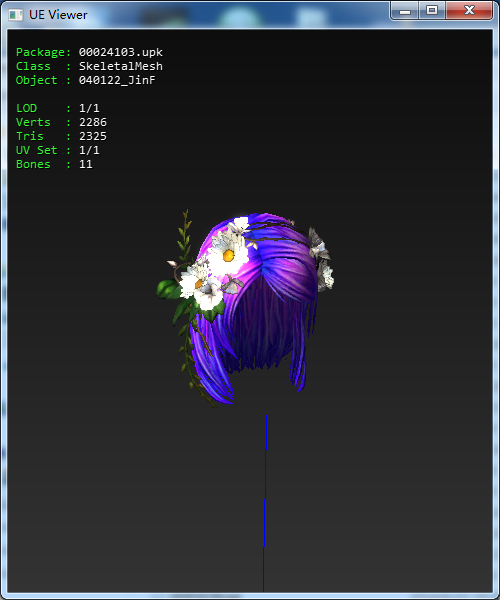 UE Viewer
Package: 00024103.upk
Class  : SkeletalMesh
Object : 040122_JinF
LOD    : 1/1
Verts  : 2286
Tris   : 2325
UV Set : 1/1
Bones  : 11